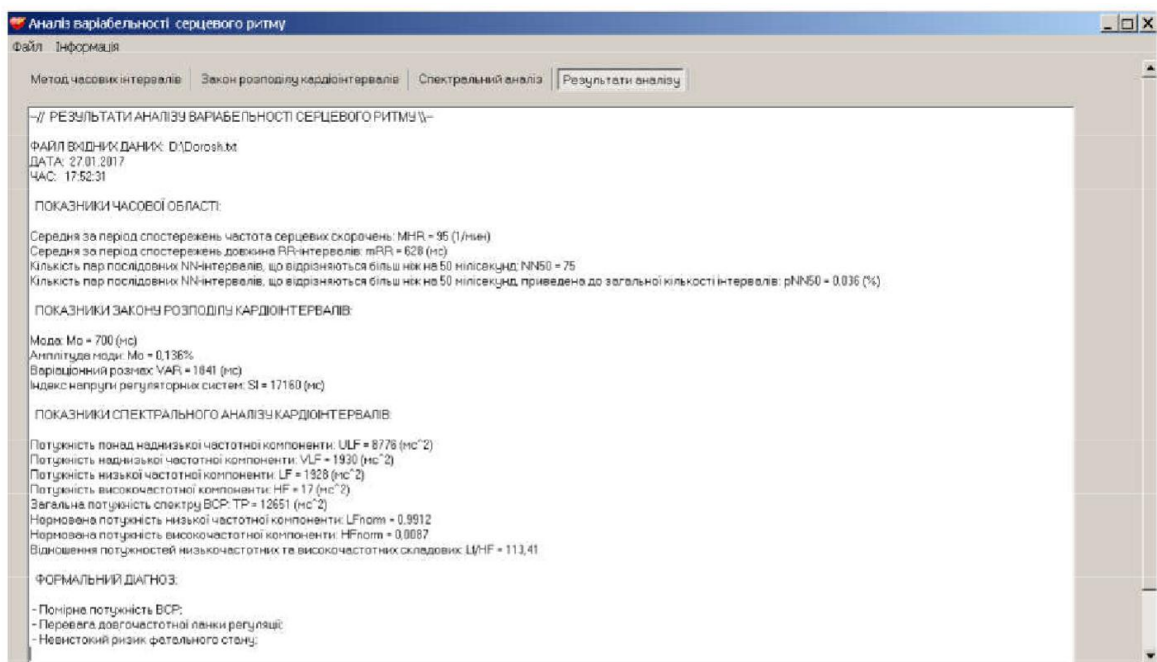 Аналіз варіабельності серцевого ритму
Файл Інформація
Метод часових інтервалів Закон розподілу кардіоінтервалів Спектральний аналіз Результати аналізу
--// РЕЗУЛЬТАТИ АНАЛІЗУ ВАРІАБЕЛЬНОСТІ СЕРЦЕВОГО РИТМУ \\--
ФАЙЛ ВХІДНИХ ДАНИХ: D:\Dorosh.txt
ДАТА: 27.01.2017
ЧАС: 17:52:31
ПОКАЗНИКИ ЧАСОВОЇ ОБЛАСТІ:
Середня за період спостережень частота серцевих скорочень: MHR = 95 (1/мин)
Середня за період спостережень довжина RR-інтервалів: mRR = 628 (мс)
Кількість пар послідовних NN-інтервалів, що відрізняються більш ніж на 50 мілісекунд: NN50 = 75
Кількість пар послідовних NN-інтервалів, що відрізняються більш ніж на 50 мілісекунд, приведена до загальної кількості інтервалів: pNN50 = 0,036 (%)
ПОКАЗНИКИ ЗАКОНУ РОЗПОДІЛУ КАРДІОІНТЕРВАЛІВ:
Мода: Mo = 700 (мс)
Амплітуда моди: Mo = 0,136%
Варіаційний розмах: VAR = 1841 (мс)
Індекс напруги регуляторних систем: SI = 17160 (мс)
ПОКАЗНИКИ СПЕКТРАЛЬНОГО АНАЛІЗУ КАРДІОІНТЕРВАЛІВ:
Потужність понад наднизької частотної компоненти: ULF = 8776 (мс^2)
Потужність наднизької частотної компоненти: VLF = 1930 (мс^2)
Потужність низької частотної компоненти: LF = 1928 (мс^2)
Потужність високочастотної компоненти: HF = 17 (мс^2)
Загальна потужність спектру ВСР: TP = 12651 (мс^2)
Нормована потужність низької частотної компоненти: LFnorm = 0,9912
Нормована потужність високочастотної компоненти: HFnorm = 0,0087
Відношення потужностей низькочастотних та високочастотних складових: Lf/HF = 113,41
ФОРМАЛЬНИЙ ДІАГНОЗ:
- Помірна потужність ВСР;
- Перевага довгочастотної ланки регуляції;
- Невистокий ризик фатального стану;